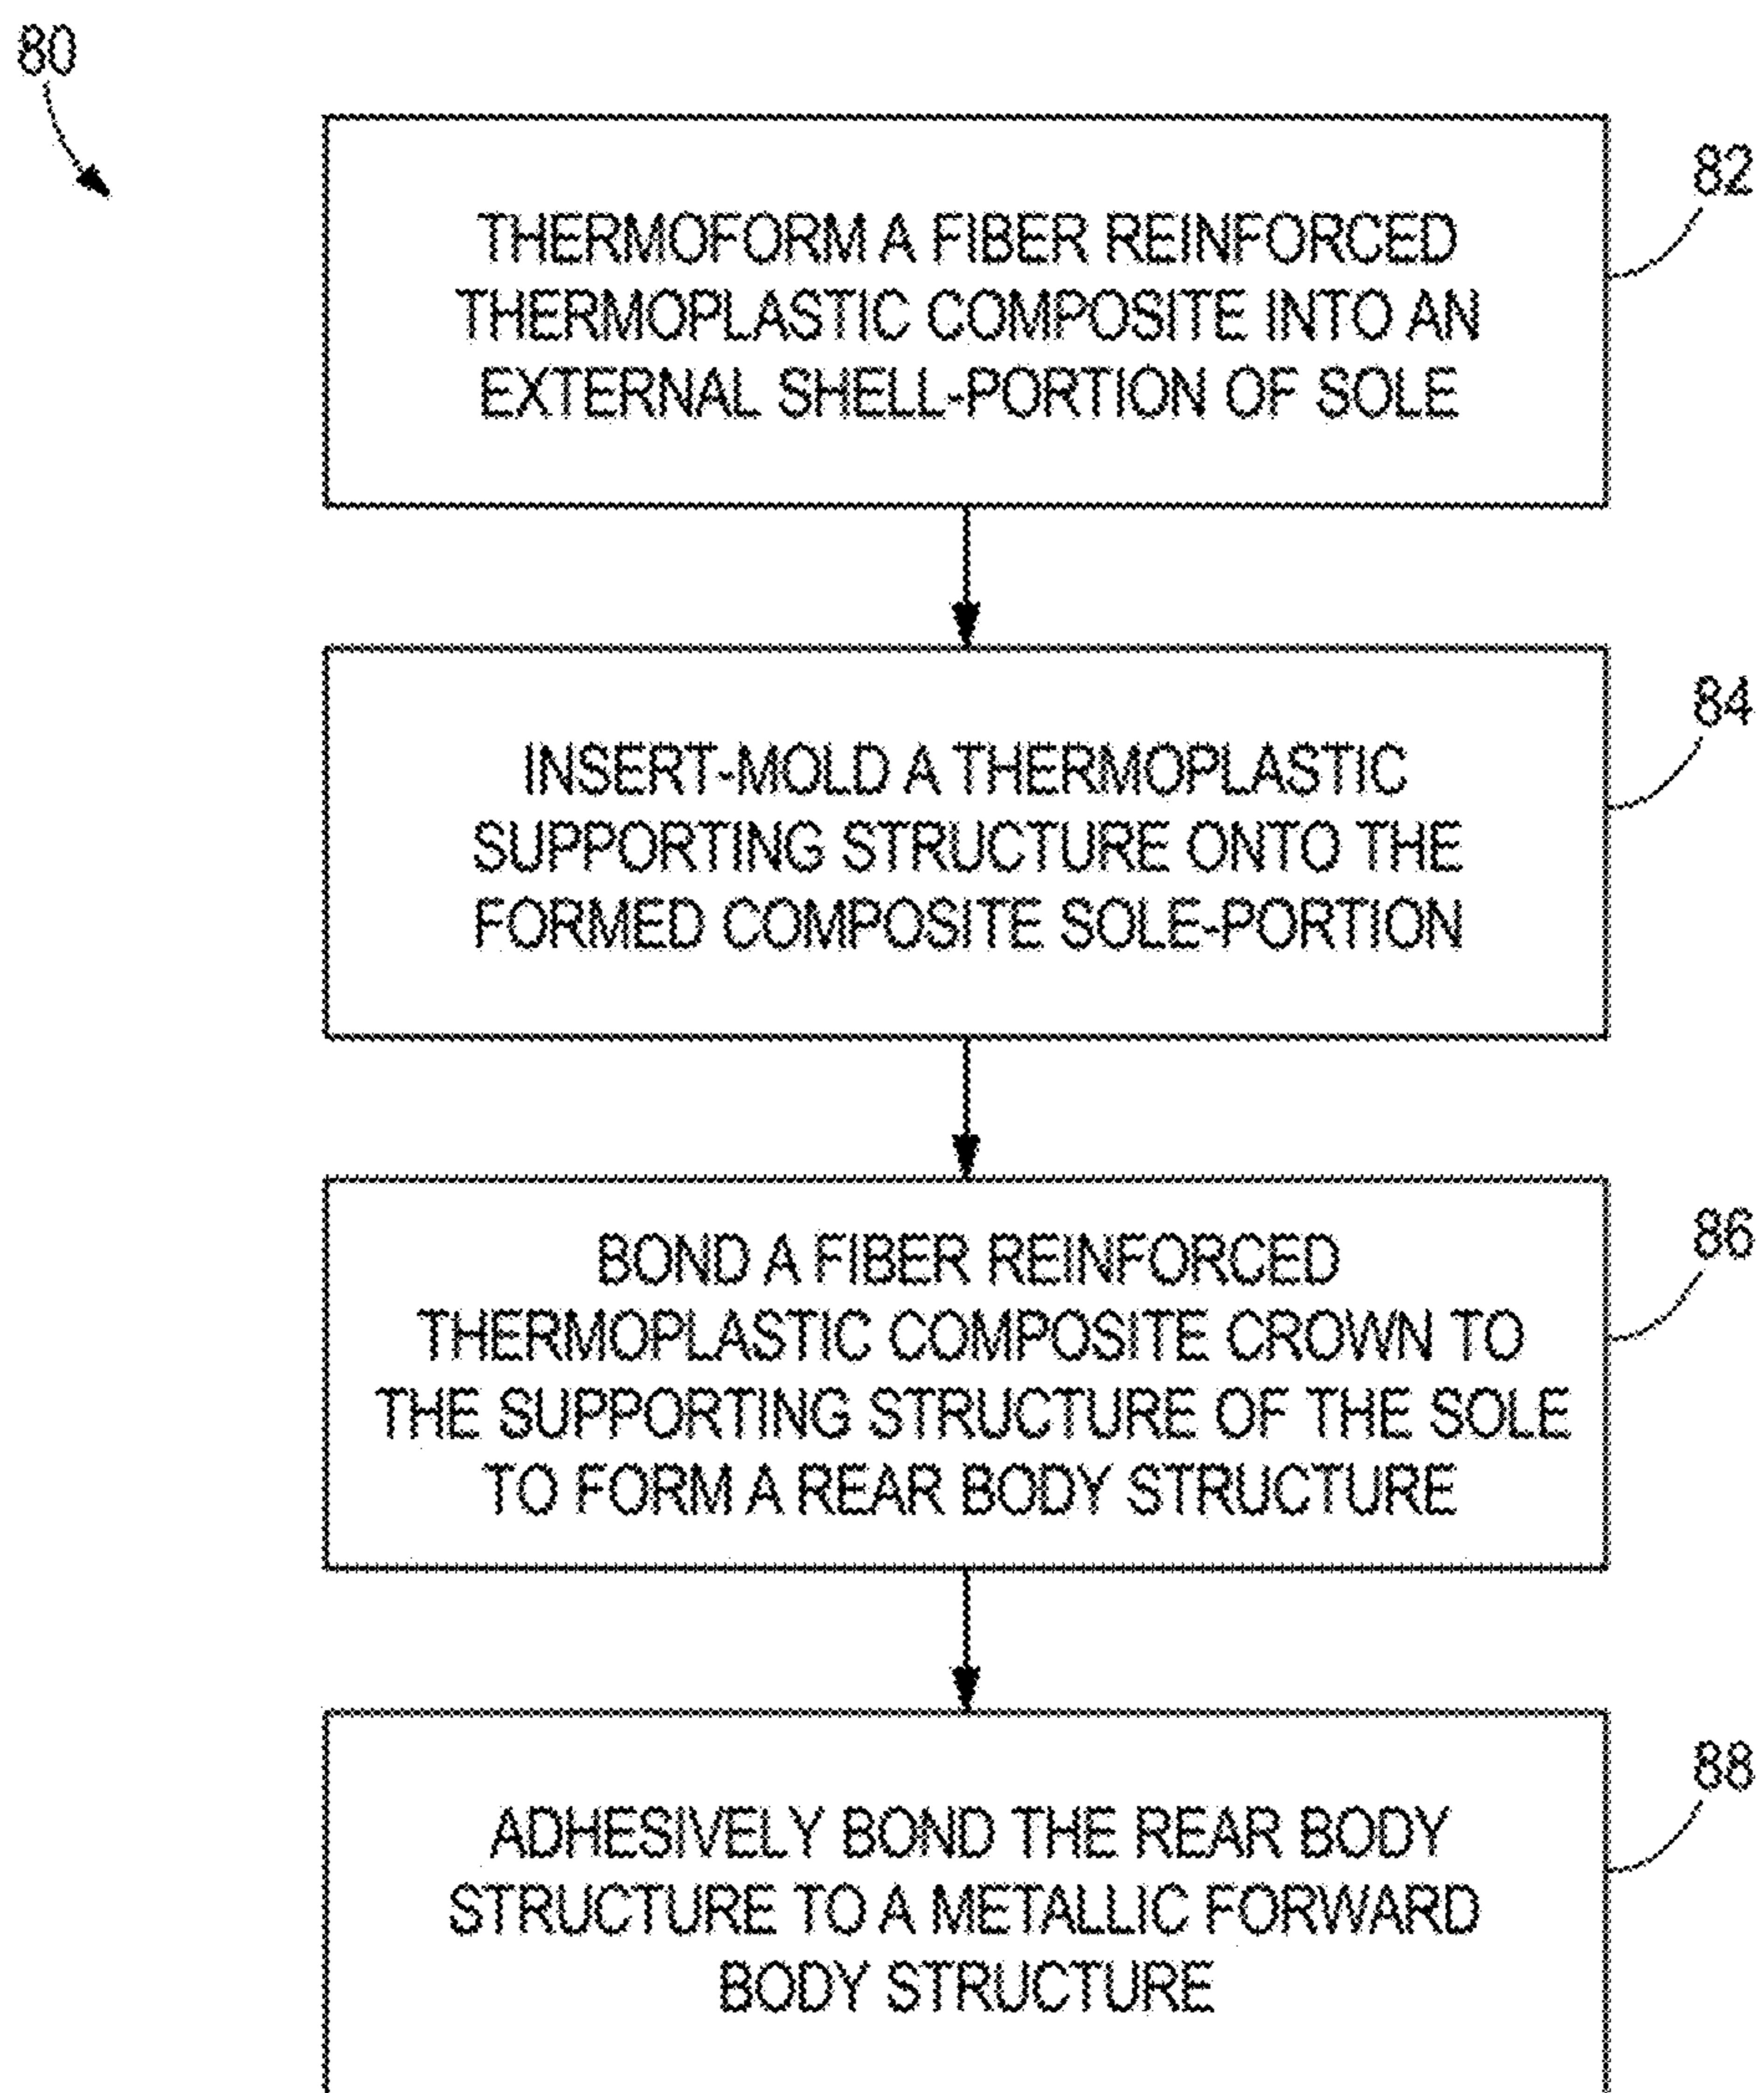 80
82
THERMOFORM A FIBER REINFORCED
THERMOPLASTIC COMPOSITE INTO AN
EXTERNAL SHELL-PORTION OF SOLE
84
INSERT-MOLD A THERMOPLASTIC
SUPPORTING STRUCTURE ONTO THE
FORMED COMPOSITE SOLE-PORTION
86
BOND A FIBER REINFORCED
THERMOPLASTIC COMPOSITE CROWN TO
THE SUPPORTING STRUCTURE OF THE SOLE
TO FORM A REAR BODY STRUCTURE
88
ADHESIVELY BOND THE REAR BODY
STRUCTURE TO A METALLIC FORWARD
BODY STRUCTURE